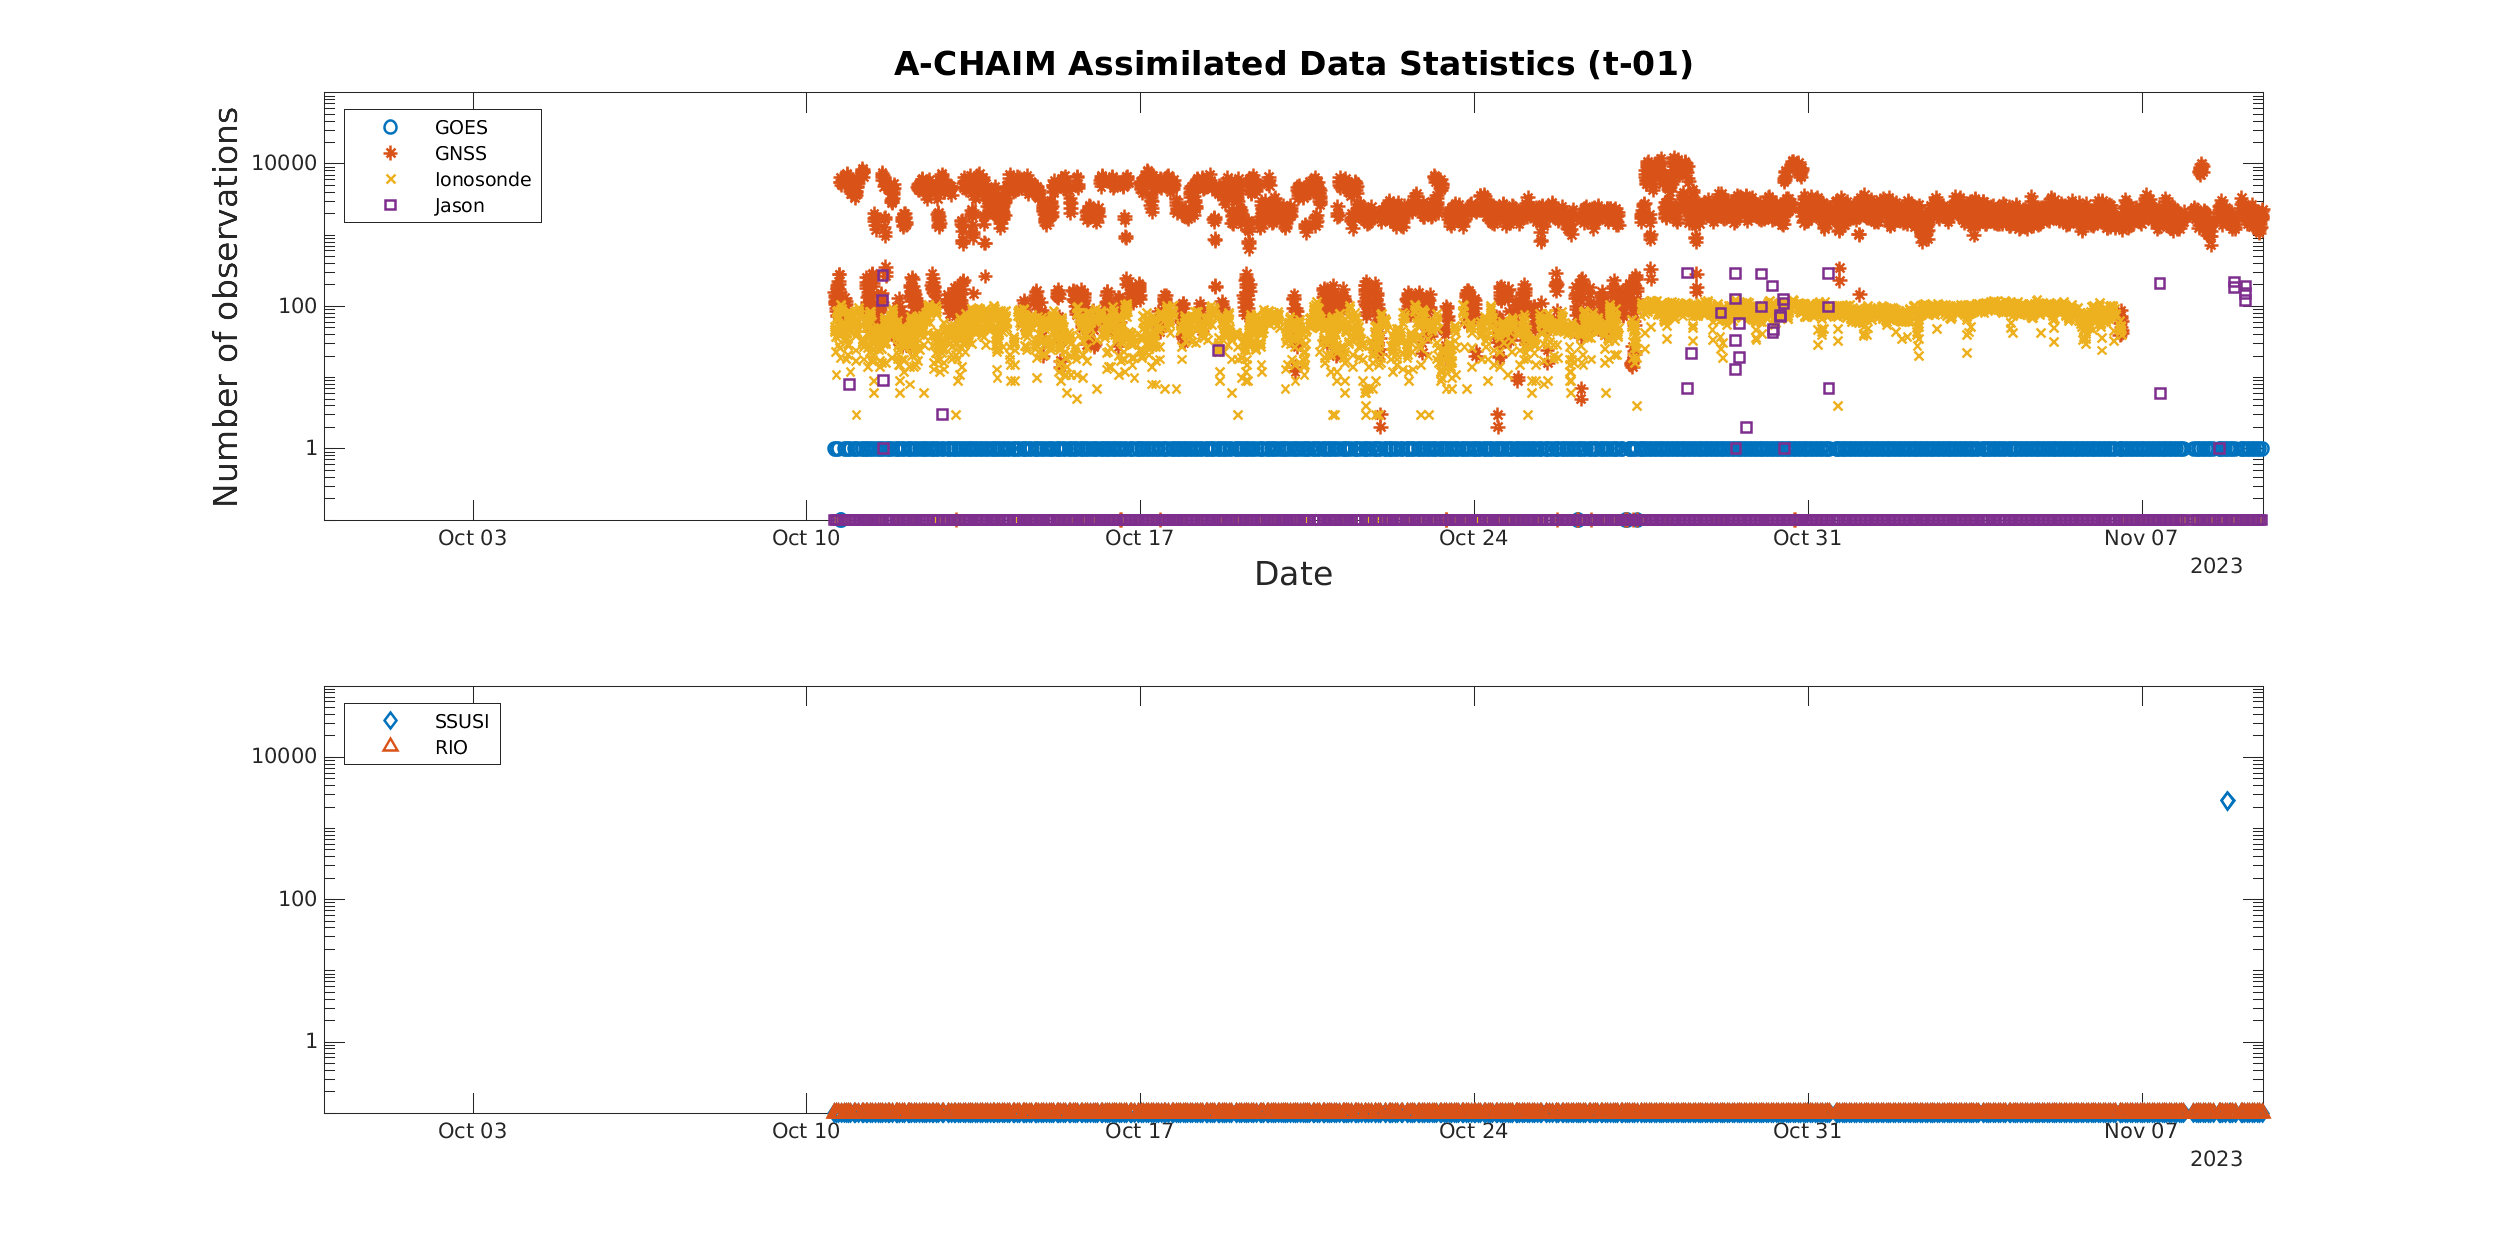 A-CHAIM Assimilated Data Statistics (t-01)
Number of observations
GOES
GNSS
Ionosonde
Jason
10000
100
1
Oct 03 Oct 10 Oct 17 Oct 24 Oct 31 Nov 07
2023
Date
SSUSI
RIO
10000
100
1
Oct 03 Oct 10 Oct 17 Oct 24 Oct 31 Nov 07
2023